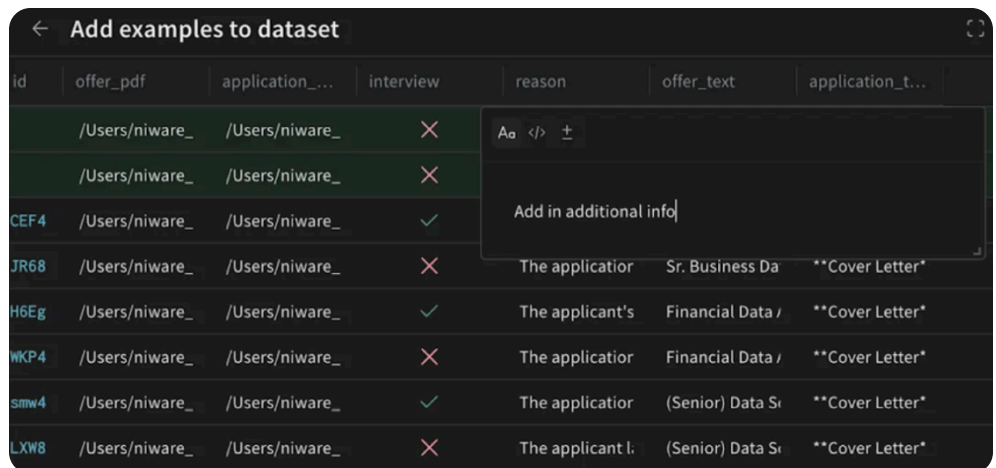 ← Add examples to dataset
id offer_pdf application_... interview reason offer_text application_t...
/Users/niware_ /Users/niware_
Aa </> ±
/Users/niware_ /Users/niware_
Add in additional info
CEF4 /Users/niware_ /Users/niware_
JR68 /Users/niware_ /Users/niware_ The application Sr. Business Da **Cover Letter*
H6Eg /Users/niware_ /Users/niware_ The applicant's Financial Data **Cover Letter*
WKP4 /Users/niware_ /Users/niware_ The application Financial Data **Cover Letter*
smw4 /Users/niware_ /Users/niware_ The application (Senior) Data **Cover Letter*
LXW8 /Users/niware_ /Users/niware_ The applicant (Senior) Data **Cover Letter*